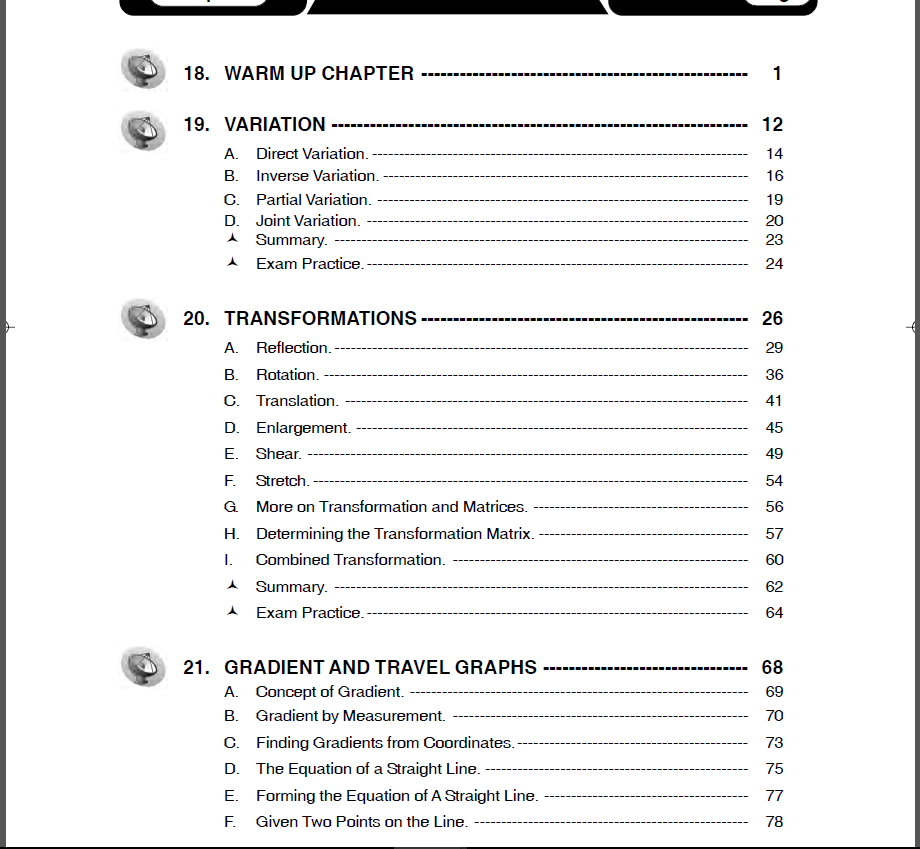 18. WARM UP CHAPTER --------------------------------------------------- 1
19. VARIATION ----------------------------------------------------------------- 12
A. Direct Variation. ------------------------------------------------------------------------ 14
B. Inverse Variation. ---------------------------------------------------------------------- 16
C. Partial Variation. ----------------------------------------------------------------------- 19
D. Joint Variation. ------------------------------------------------------------------------- 20
Summary. ------------------------------------------------------------------------------- 23
Exam Practice. ------------------------------------------------------------------------- 24
20. TRANSFORMATIONS --------------------------------------------------- 26
A. Reflection. ------------------------------------------------------------------------------- 29
B. Rotation. --------------------------------------------------------------------------------- 36
C. Translation. ----------------------------------------------------------------------------- 41
D. Enlargement. --------------------------------------------------------------------------- 45
E. Shear. ------------------------------------------------------------------------------------ 49
F. Stretch. ----------------------------------------------------------------------------------- 54
G. More on Transformation and Matrices. ----------------------------------------- 56
H. Determining the Transformation Matrix. ---------------------------------------- 57
I. Combined Transformation. -------------------------------------------------------- 60
Summary. ------------------------------------------------------------------------------- 62
Exam Practice. ------------------------------------------------------------------------- 64
21. GRADIENT AND TRAVEL GRAPHS -------------------------------- 68
A. Concept of Gradient. ---------------------------------------------------------------- 69
B. Gradient by Measurement. -------------------------------------------------------- 70
C. Finding Gradients from Coordinates. -------------------------------------------- 73
D. The Equation of a Straight Line. -------------------------------------------------- 75
E. Forming the Equation of A Straight Line. --------------------------------------- 77
F. Given Two Points on the Line. ---------------------------------------------------- 78